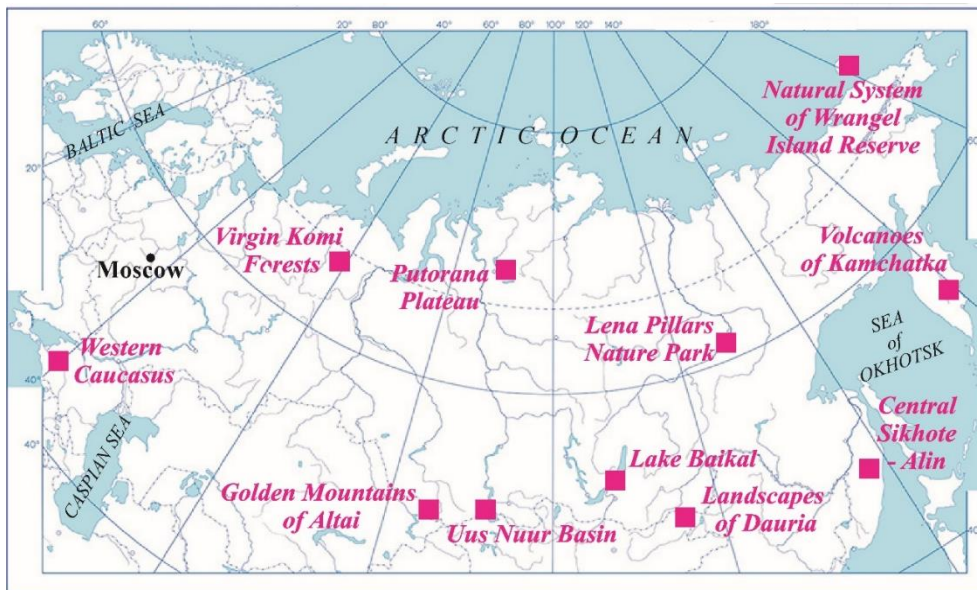 60°
20°
80°
40°
60°
80°
100°
120°
140°
180°
BALTIC SEA
ARCTIC OCEAN
Natural System
of Wrangel
Island Reserve
20°
Virgin Komi
Forests
Moscow
Putorana
Plateau
Volcanoes
of Kamchatka
Lena Pillars
Nature Park
SEA
of
OKHOTSK
Western
Caucasus
40°
40°
CASPIAN SEA
Central
Sikhote
- Alin
Lake Baikal
Golden Mountains
of Altai
Uus Nuur Basin
Landscapes
of Dauria